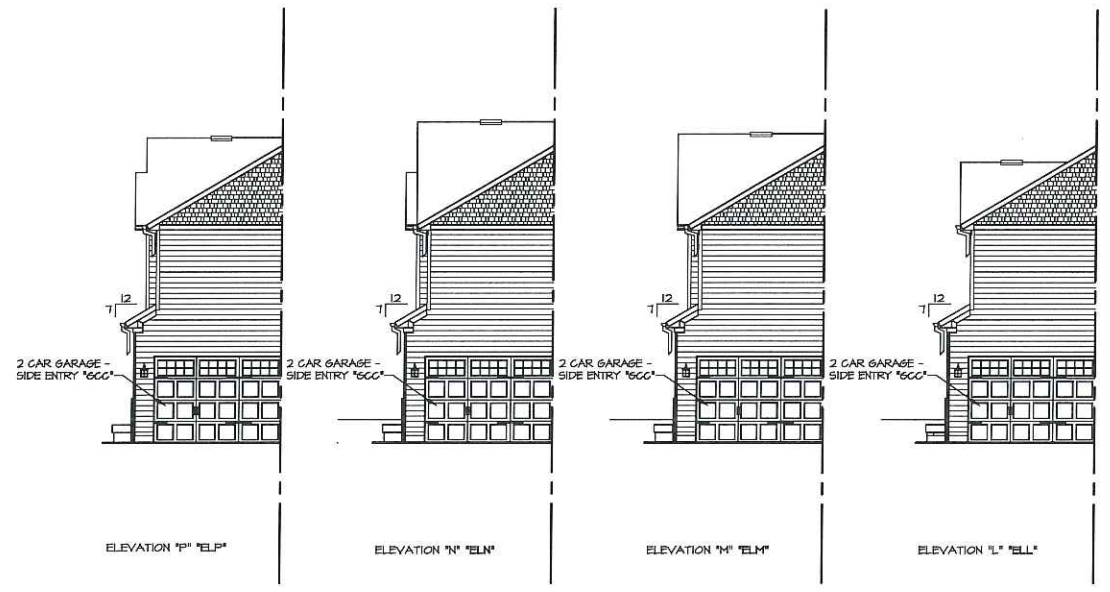 12
7
2 CAR GARAGE -
SIDE ENTRY "GCC"
ELEVATION "P" "ELP"
12
7
2 CAR GARAGE -
SIDE ENTRY "GCC"
ELEVATION "N" "ELN"
12
7
2 CAR GARAGE -
SIDE ENTRY "GCC"
ELEVATION "M" "ELM"
12
7
2 CAR GARAGE -
SIDE ENTRY "GCC"
ELEVATION "L" "ELL"